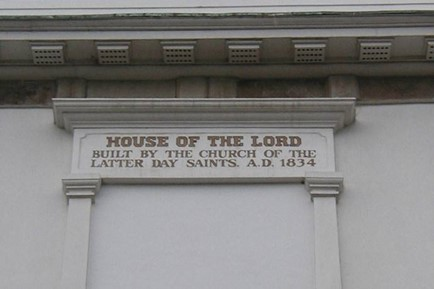 HOUSE OF THE LORD
BUILT BY THE CHURCH OF THE
LATTER DAY SAINTS. A.D. 1834